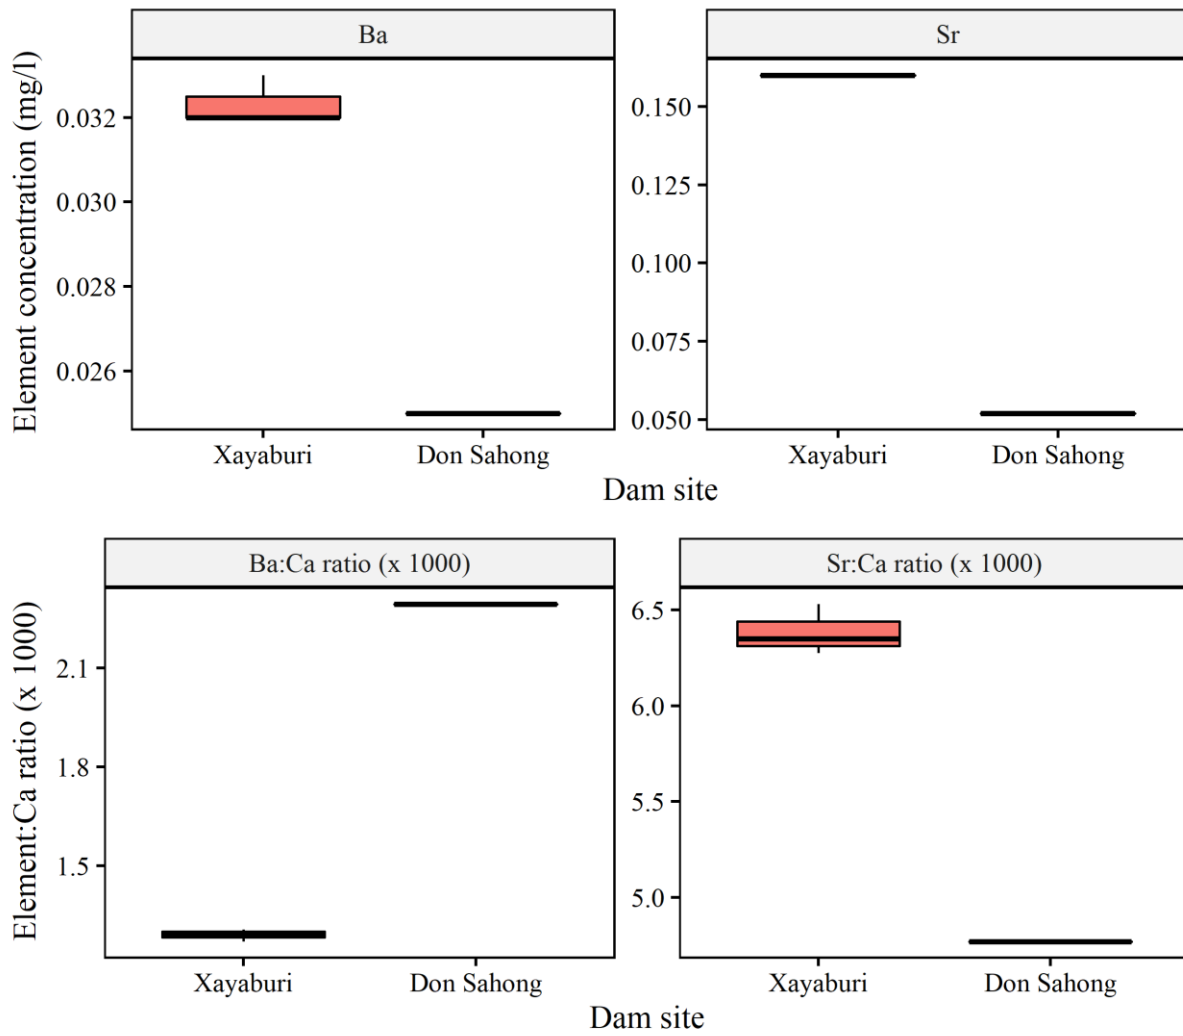 Ba
Sr
Element concentration (mg/l)
0.032
0.030
0.028
0.026
0.150
0.125
0.100
0.075
0.050
Xayaburi
Don Sahong
Xayaburi
Don Sahong
Dam site
Ba:Ca ratio (x 1000)
Sr:Ca ratio (x 1000)
Element:Ca ratio (x 1000)
2.1
1.8
1.5
6.5
6.0
5.5
5.0
Xayaburi
Don Sahong
Xayaburi
Don Sahong
Dam site